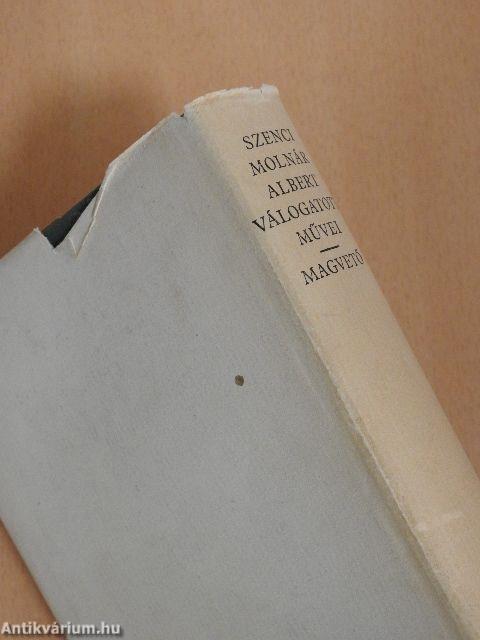 SZENCI
MOLNÁR
ALBERT
VÁLOGATOTT
MŰVEI
MAGVETŐ
Antikvárium.hu